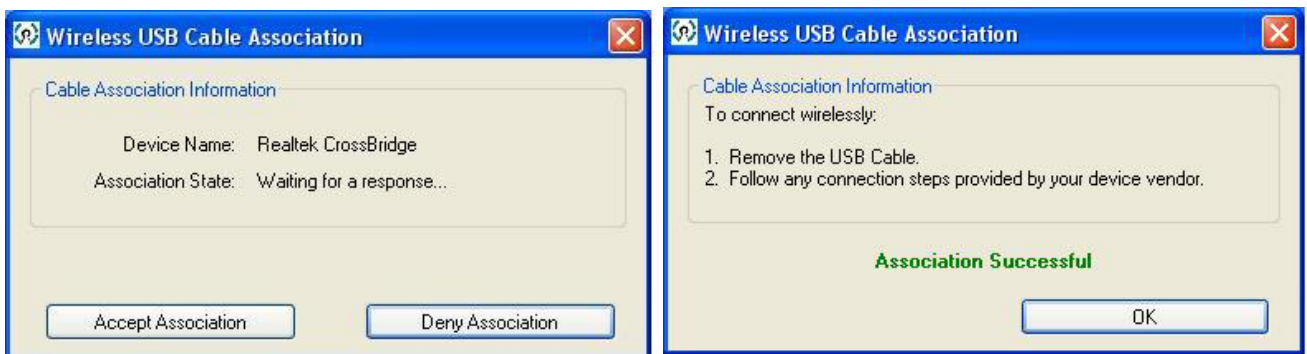 Wireless USB Cable Association
Cable Association Information
Device Name: Realtek CrossBridge
Association State: Waiting for a response...
Accept Association
Deny Association
Wireless USB Cable Association
Cable Association Information
To connect wirelessly:
1. Remove the USB Cable.
2. Follow any connection steps provided by your device vendor.
Association Successful
OK